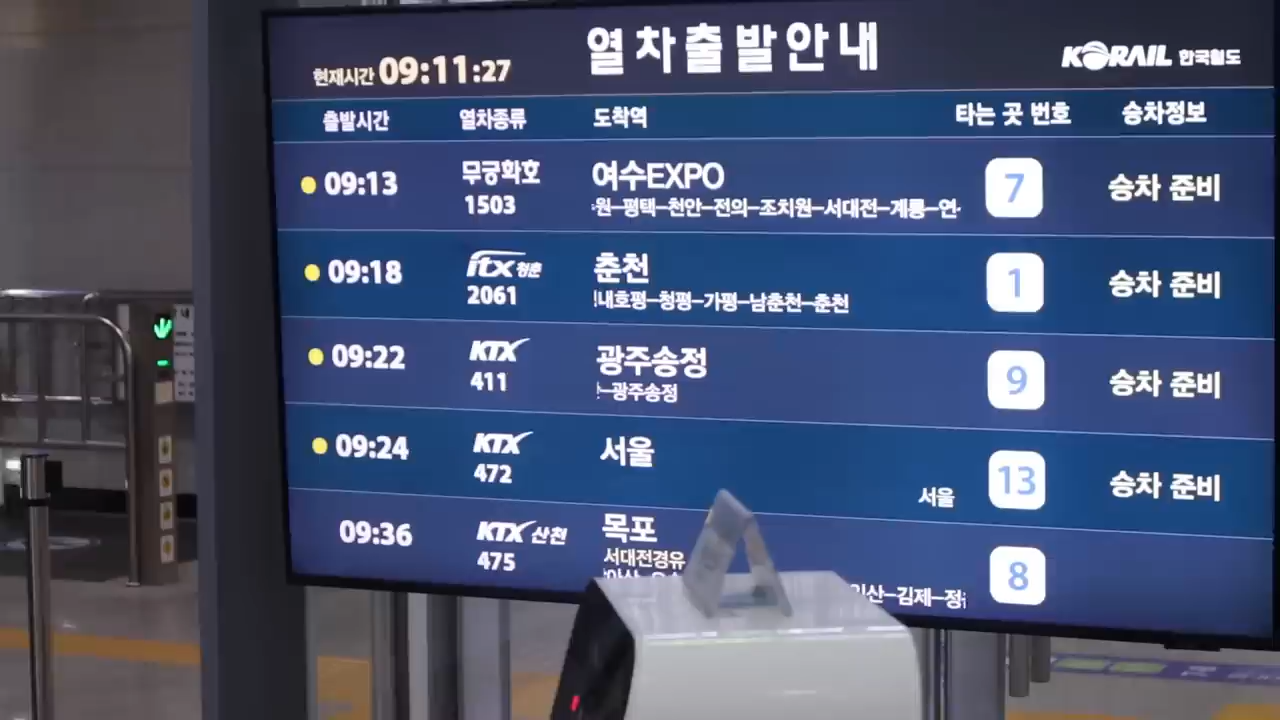 열차출발안내
현재시간 09:11:27
KORAIL 한국철도
출발시간 열차종류 도착역 타는 곳 번호 승차정보
09:13 무궁화호 여수EXPO 7 승차 준비
1503 원–평택–천안–전의–조치원–서대전–계룡–연
09:18 itx 청춘 춘천 1 승차 준비
2061 내호평–청평–가평–남춘천–춘천
09:22 KTX 광주송정 9 승차 준비
411 –광주송정
09:24 KTX 서울 13 승차 준비
472 서울
09:36 KTX 산천 목포 8
475 서대전경유
익산–김제–정